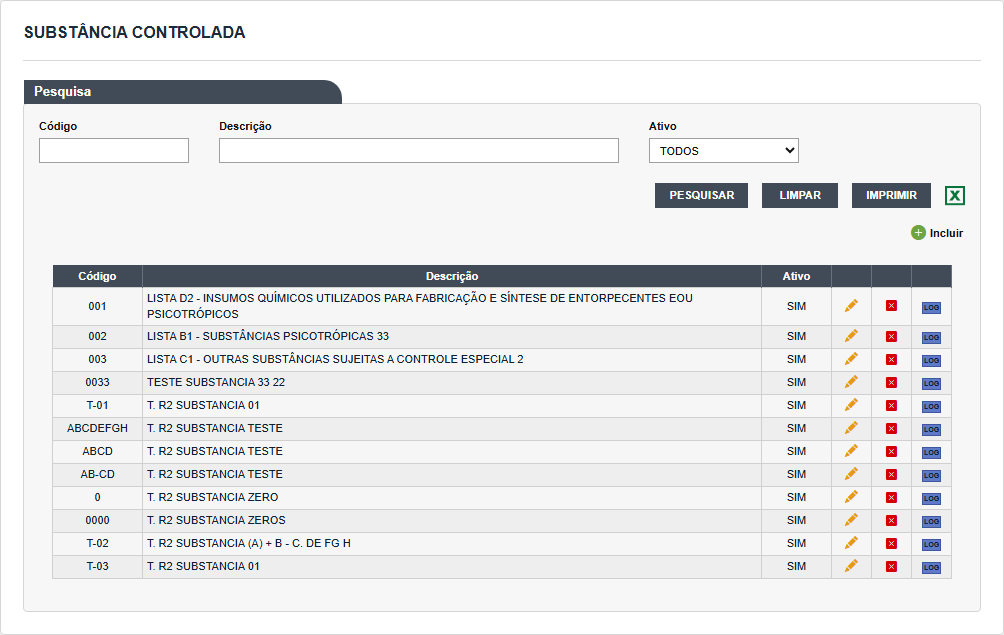 SUBSTÂNCIA CONTROLADA
Pesquisa
Código Descrição Ativo
TODOS
PESQUISAR LIMPAR IMPRIMIR X
Incluir
Código Descrição Ativo
001 LISTA D2 - INSUMOS QUÍMICOS UTILIZADOS PARA FABRICAÇÃO E SÍNTESE DE ENTORPECENTES EOU
PSICOTRÓPICOS SIM LOG
002 LISTA B1 - SUBSTÂNCIAS PSICOTRÓPICAS 33 SIM LOG
003 LISTA C1 - OUTRAS SUBSTÂNCIAS SUJEITAS A CONTROLE ESPECIAL 2 SIM LOG
0033 TESTE SUBSTANCIA 33 22 SIM LOG
T-01 T. R2 SUBSTANCIA 01 SIM LOG
ABCDEFGH T. R2 SUBSTANCIA TESTE SIM LOG
ABCD T. R2 SUBSTANCIA TESTE SIM LOG
AB-CD T. R2 SUBSTANCIA TESTE SIM LOG
0 T. R2 SUBSTANCIA ZERO SIM LOG
0000 T. R2 SUBSTANCIA ZEROS SIM LOG
T-02 T. R2 SUBSTANCIA (A) + B - C. DE FG H SIM LOG
T-03 T. R2 SUBSTANCIA 01 SIM LOG